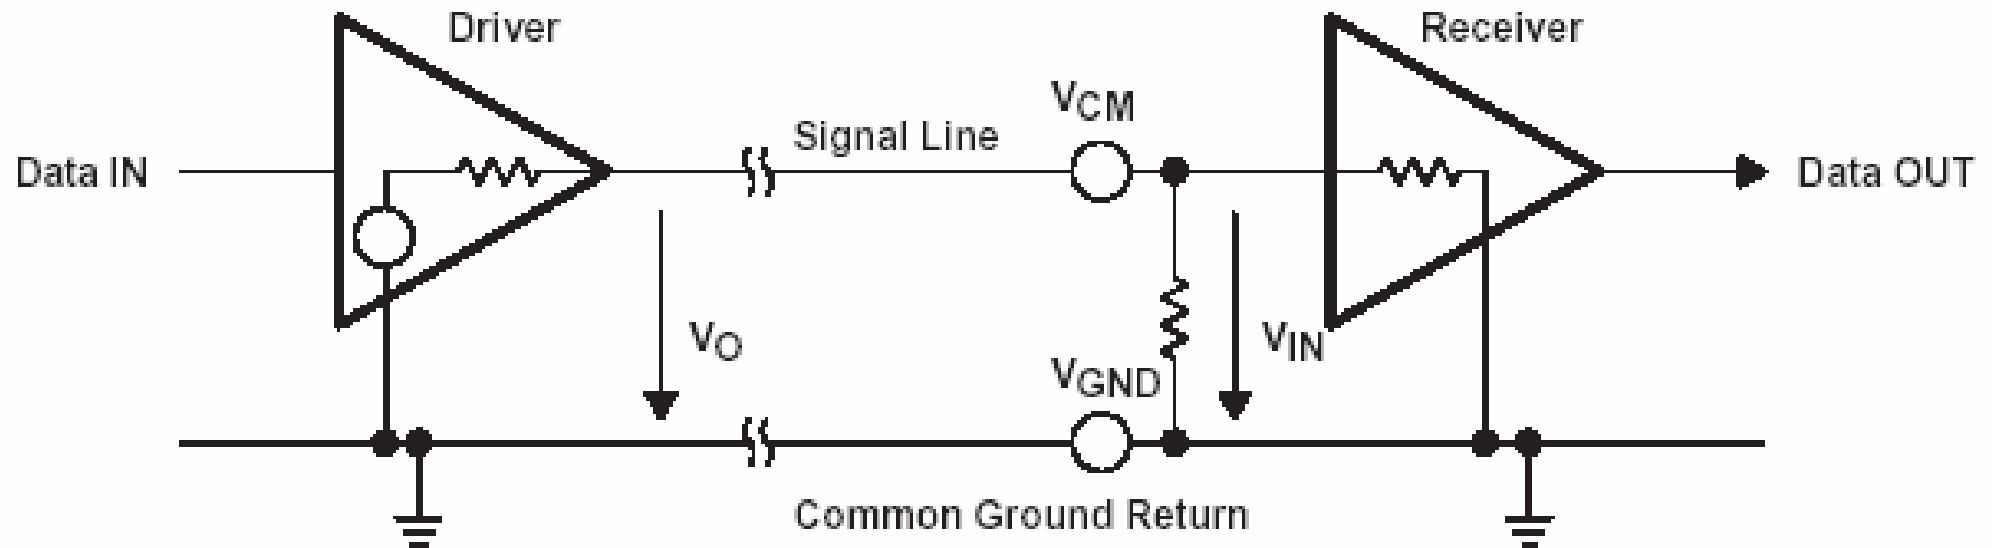 Driver
Receiver
VCM
Signal Line
Data IN
Data OUT
VO
VIN
VGND
Common Ground Return